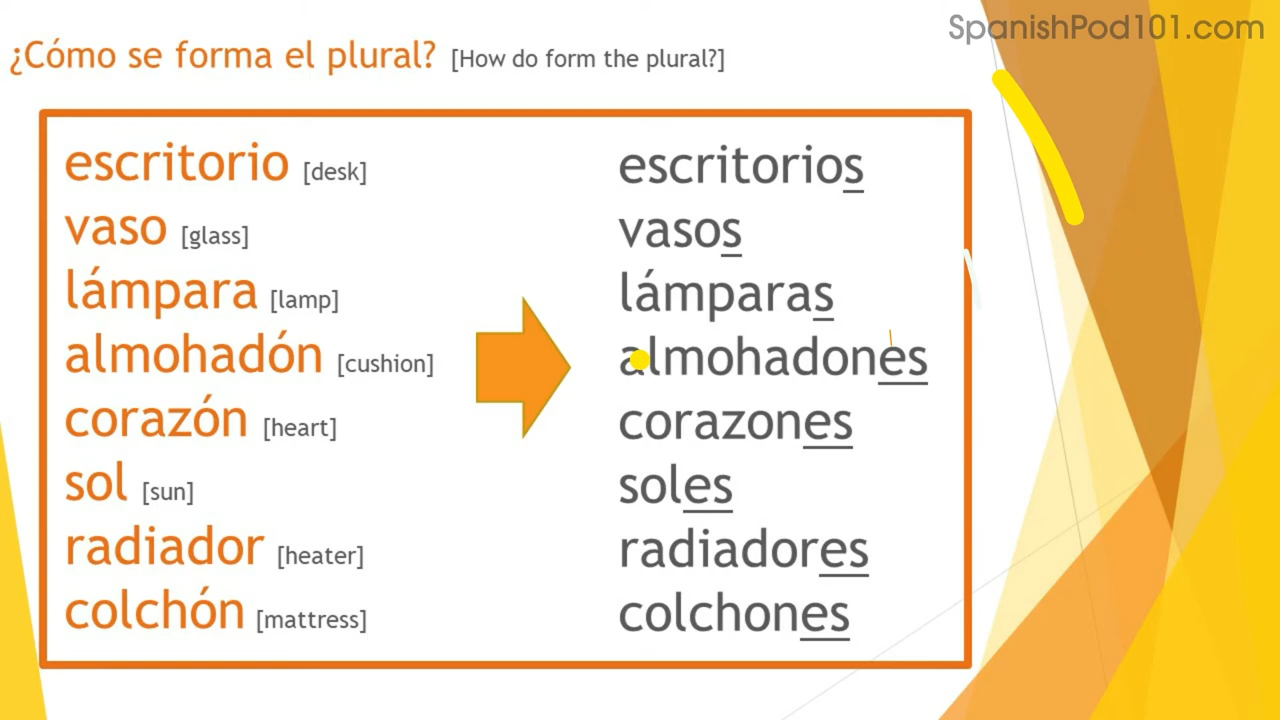 SpanishPod101.com
¿Cómo se forma el plural? [How do form the plural?]
escritorio [desk] escritorios
vaso [glass] vasos
lámpara [lamp] lámparas
almohadón [cushion] almohadones
corazón [heart] corazones
sol [sun] soles
radiador [heater] radiadores
colchón [mattress] colchones